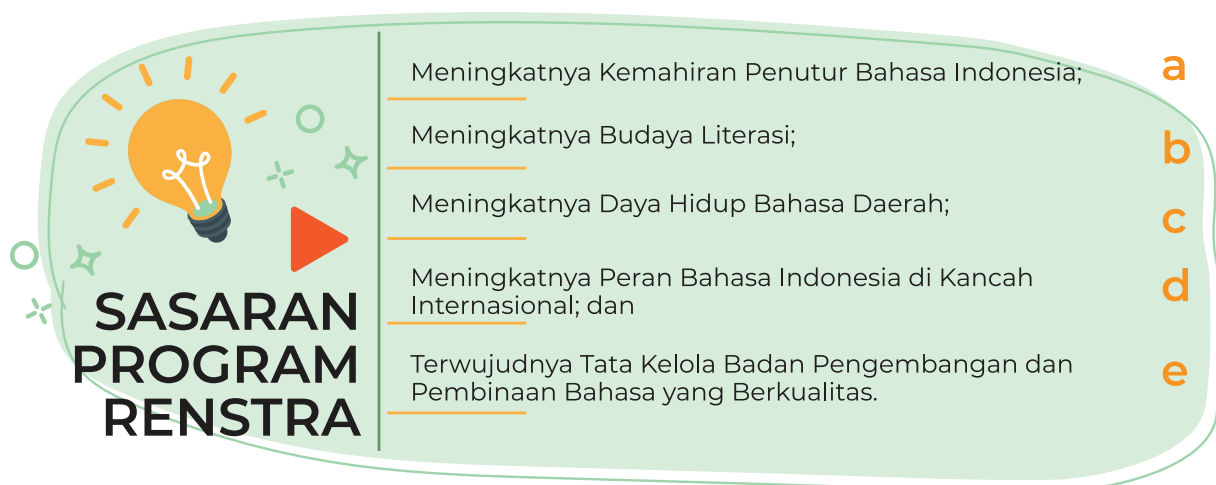 SASARAN
PROGRAM
RENSTRA
Meningkatnya Kemahiran Penutur Bahasa Indonesia;
a
Meningkatnya Budaya Literasi;
b
Meningkatnya Daya Hidup Bahasa Daerah;
c
Meningkatnya Peran Bahasa Indonesia di Kancah
Internasional; dan
d
Terwujudnya Tata Kelola Badan Pengembangan dan
Pembinaan Bahasa yang Berkualitas.
e